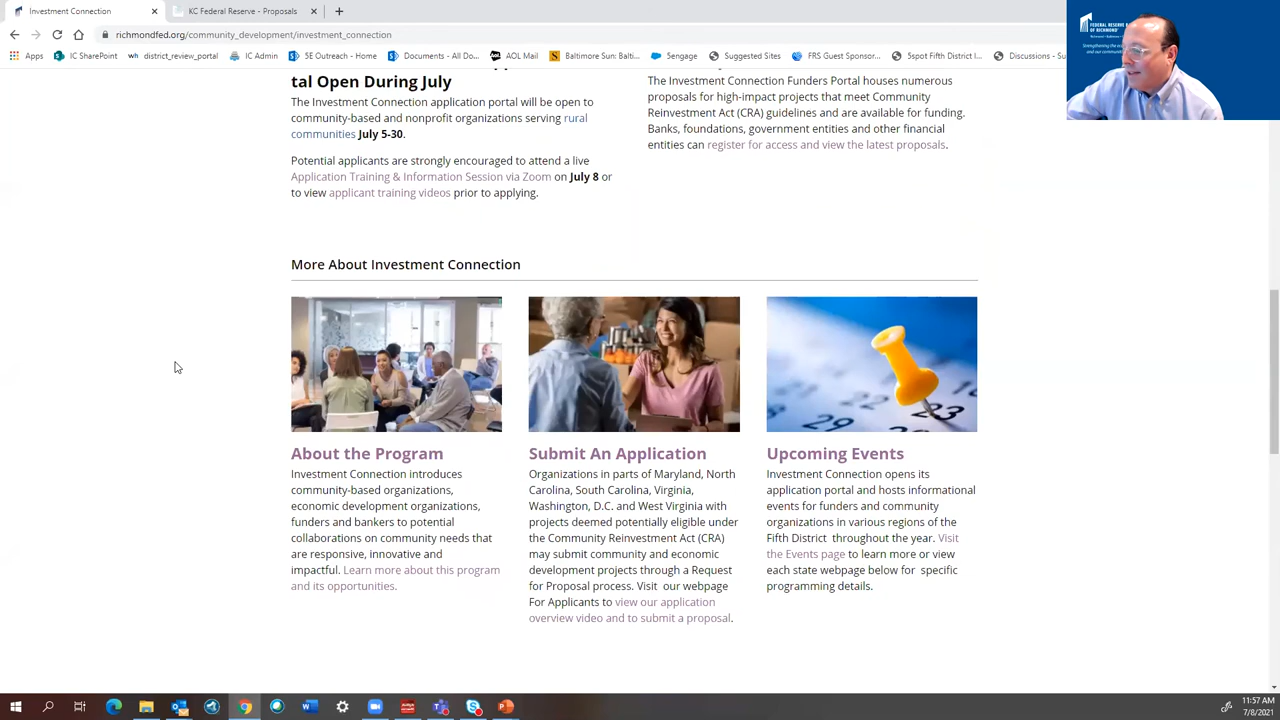 Investment Connection
KC Federal Reserve - Proposals
richmondfed.org/community_development/investment_connection
FEDERAL RESERVE
OF RICHMOND
Apps
IC SharePoint
district_review_portal
IC Admin
Outreach - Home
Events - All Do...
AOL Mail
Baltimore Sun: Balti...
Swoogo
Suggested Sites
FRS Guest Sponsor...
5spot Fifth District I...
Discussions - Su
tal Open During July
The Investment Connection application portal will be open to
community-based and nonprofit organizations serving rural
communities July 5-30.
Potential applicants are strongly encouraged to attend a live
Application Training & Information Session via Zoom on July 8 or
to view applicant training videos prior to applying.
The Investment Connection Funders Portal houses numerous
proposals for high-impact projects that meet Community
Reinvestment Act (CRA) guidelines and are available for funding.
Banks, foundations, government entities and other financial
entities can register for access and view the latest proposals.
More About Investment Connection
23
29
About the Program
Investment Connection introduces
community-based organizations,
economic development organizations,
funders and bankers to potential
collaborations on community needs that
are responsive, innovative and
impactful. Learn more about this program
and its opportunities.
Submit An Application
Organizations in parts of Maryland, North
Carolina, South Carolina, Virginia,
Washington, D.C. and West Virginia with
projects deemed potentially eligible under
the Community Reinvestment Act (CRA)
may submit community and economic
development projects through a Request
for Proposal process. Visit our webpage
For Applicants to view our application
overview video and to submit a proposal.
Upcoming Events
Investment Connection opens its
application portal and hosts informational
events for funders and community
organizations in various regions of the
Fifth District throughout the year. Visit
the Events page to learn more or view
each state webpage below for specific
programming details.
11:57 AM
7/8/2021